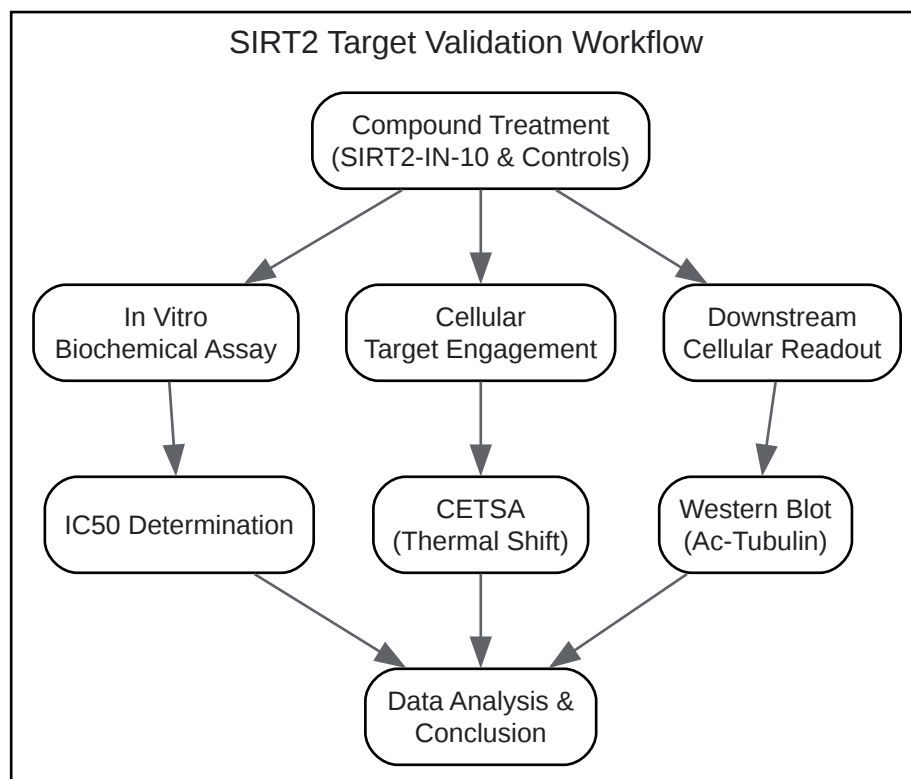 SIRT2 Target Validation Workflow
Compound Treatment
(SIRT2-IN-10 & Controls)
In Vitro
Biochemical Assay
Cellular
Target Engagement
Downstream
Cellular Readout
IC50 Determination
CETSA
(Thermal Shift)
Western Blot
(Ac-Tubulin)
Data Analysis &
Conclusion